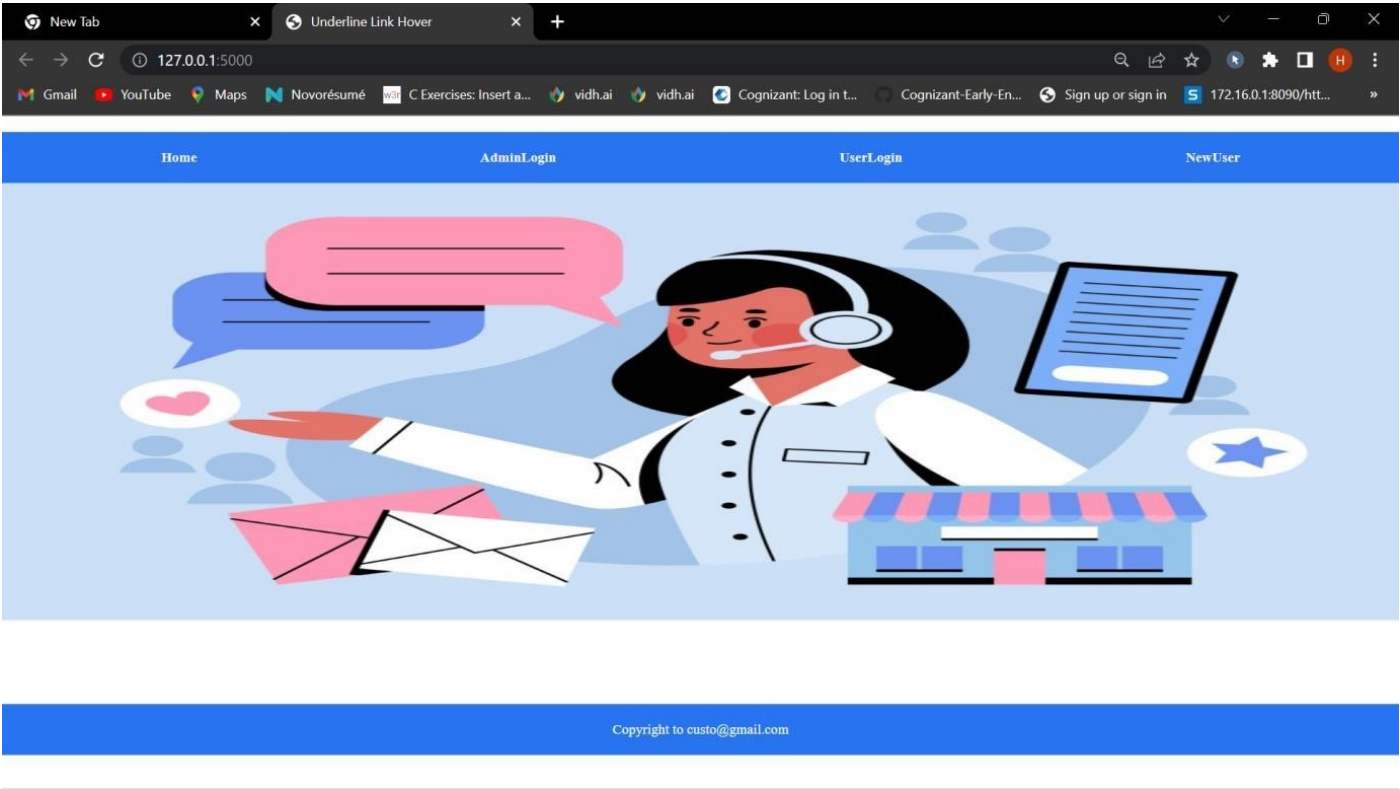 New Tab
Underline Link Hover
127.0.0.1:5000
H
Gmail YouTube Maps Novorésumé w3r C Exercises: Insert a... vidh.ai vidh.ai Cognizant: Log in t... Cognizant-Early-En... Sign up or sign in S 172.16.0.1:8090/htt... »
Home AdminLogin UserLogin NewUser
Copyright to custo@gmail.com